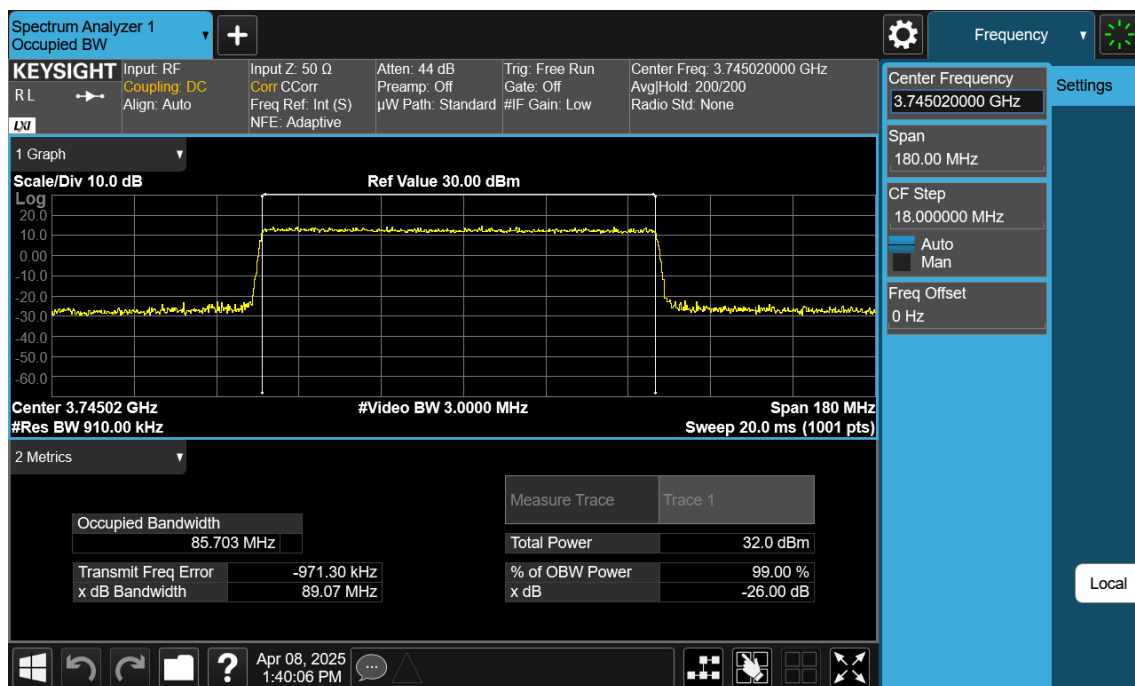 Spectrum Analyzer 1
Occupied BW
Frequency
KEYSIGHT
R L
LXI
Input: RF
Coupling: DC
Align: Auto
Input Z: 50 Ω
Corr CCorr
Freq Ref: Int (S)
NFE: Adaptive
Atten: 44 dB
Preamp: Off
µW Path: Standard
Trig: Free Run
Gate: Off
#IF Gain: Low
Center Freq: 3.745020000 GHz
Avg|Hold: 200/200
Radio Std: None
Center Frequency
3.745020000 GHz
Settings
Span
180.00 MHz
CF Step
18.000000 MHz
Auto
Man
Freq Offset
0 Hz
Local
1 Graph
Scale/Div 10.0 dB
Ref Value 30.00 dBm
Log
20.0
10.0
0.00
-10.0
-20.0
-30.0
-40.0
-50.0
-60.0
Center 3.74502 GHz
#Video BW 3.0000 MHz
Span 180 MHz
#Res BW 910.00 kHz
Sweep 20.0 ms (1001 pts)
2 Metrics
Measure Trace
Trace 1
Occupied Bandwidth
85.703 MHz
Total Power
32.0 dBm
Transmit Freq Error
-971.30 kHz
% of OBW Power
99.00 %
x dB Bandwidth
89.07 MHz
x dB
-26.00 dB
?
Apr 08, 2025
1:40:06 PM